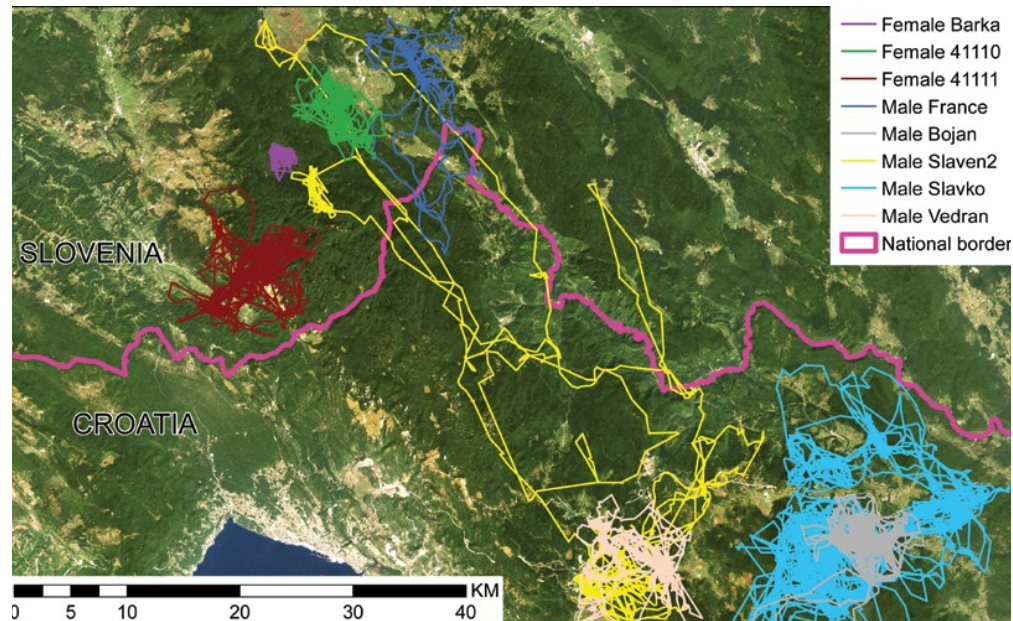 Female Barka
Female 41110
Female 41111
Male France
Male Bojan
Male Slaven2
Male Slavko
Male Vedran
National border
SLOVENIA
CROATIA
KM
0 5 10 20 30 40